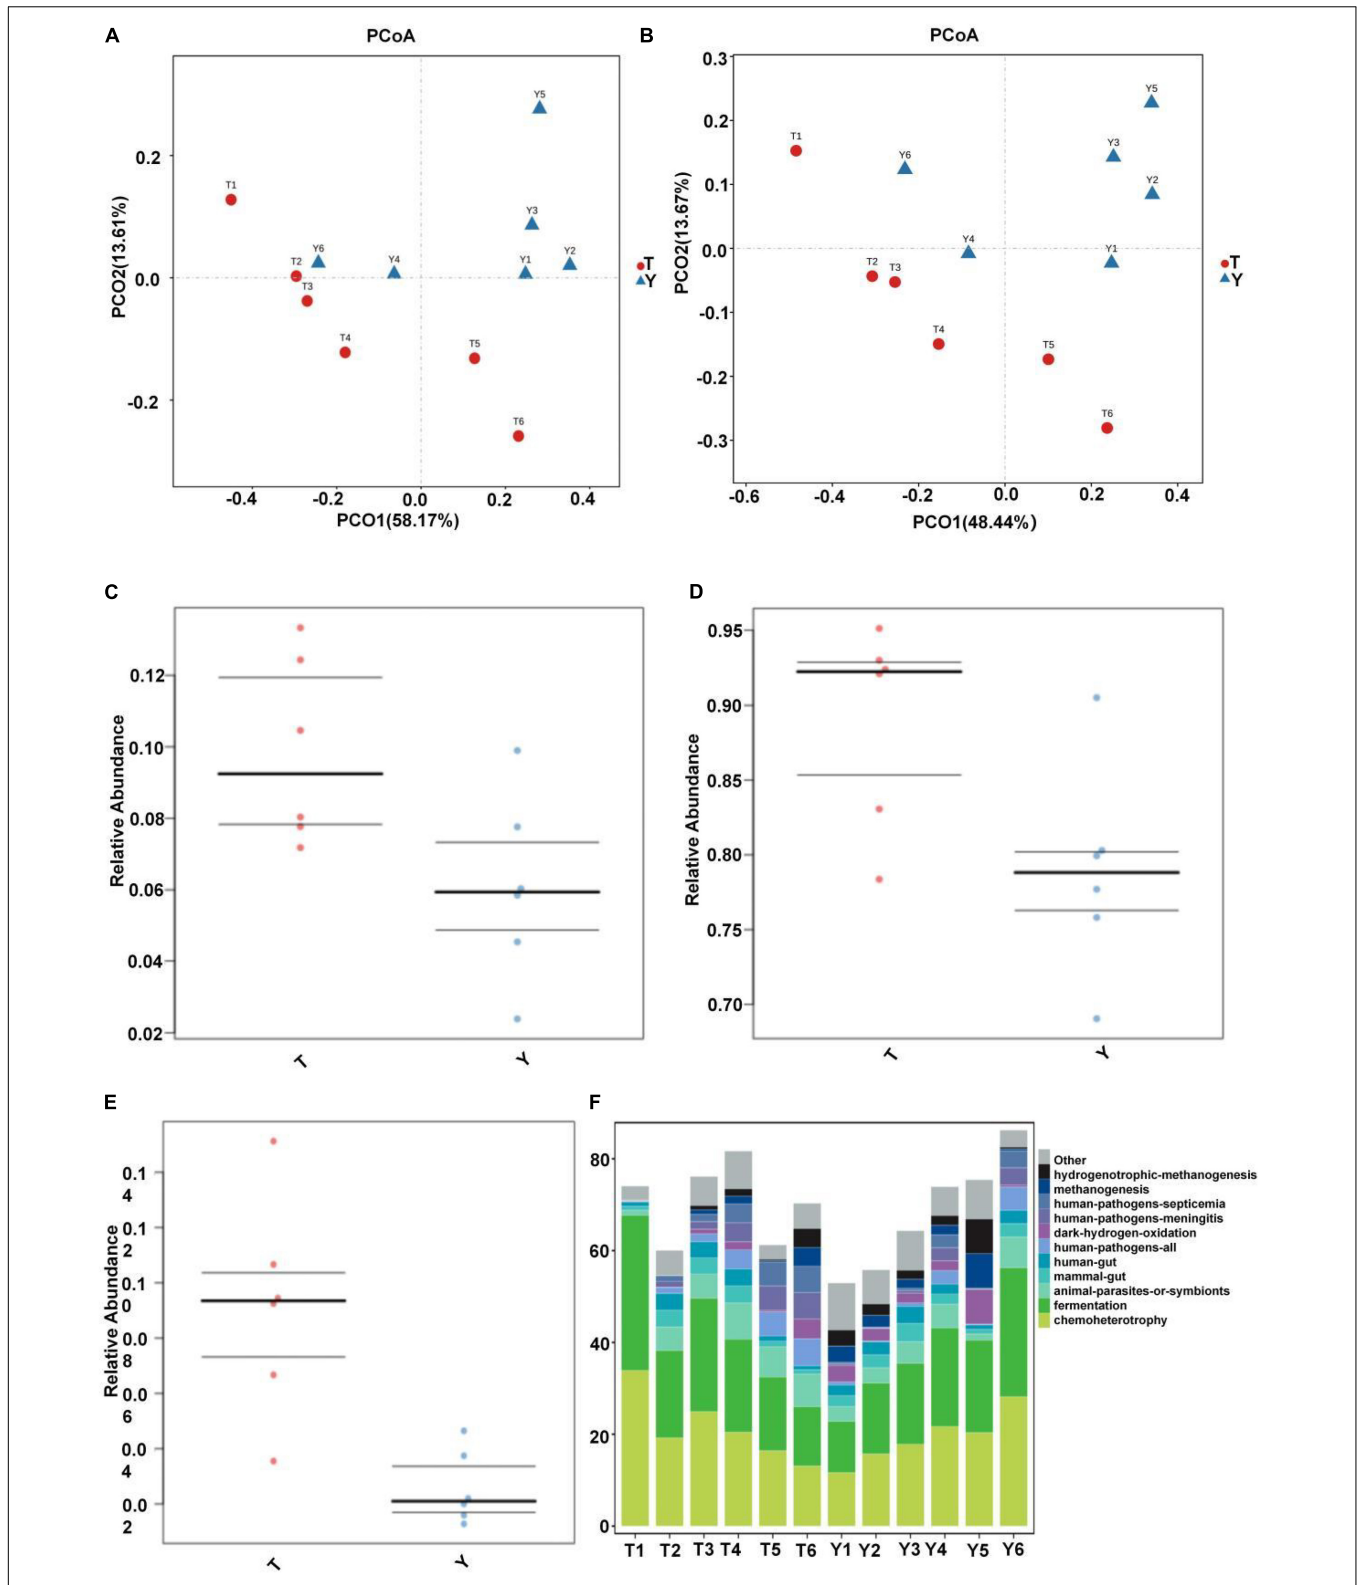 A
PCoA
Y5
0.2
T1
Y3
Y6
Y4
Y1
Y2
T2
0.0
T3
T4
T5
-0.2
T6
PCO2(13.61%)
-0.4
-0.2
0.0
0.2
0.4
PCO1(58.17%)
T
Y
B
PCoA
0.3
Y5
0.2
T1
Y3
Y6
Y2
0.1
Y4
Y1
0.0
T2
T3
-0.1
T4
T5
-0.2
T6
-0.3
PCO2(13.67%)
-0.6
-0.4
-0.2
0.0
0.2
0.4
PCO1(48.44%)
T
Y
C
0.12
0.10
0.08
0.06
0.04
0.02
Relative Abundance
T
Y
D
0.95
0.90
0.85
0.80
0.75
0.70
Relative Abundance
T
Y
E
0.1
4
0.1
2
0.1
0
0.0
8
0.0
6
0.0
4
0.0
2
Relative Abundance
T
Y
F
80
60
40
20
0
T1 T2 T3 T4 T5 T6 Y1 Y2 Y3 Y4 Y5 Y6
Other
hydrogenotrophic-methanogenesis
methanogenesis
human-pathogens-septicemia
human-pathogens-meningitis
dark-hydrogen-oxidation
human-pathogens-all
human-gut
mammal-gut
animal-parasites-or-symbionts
fermentation
chemoheterotrophy